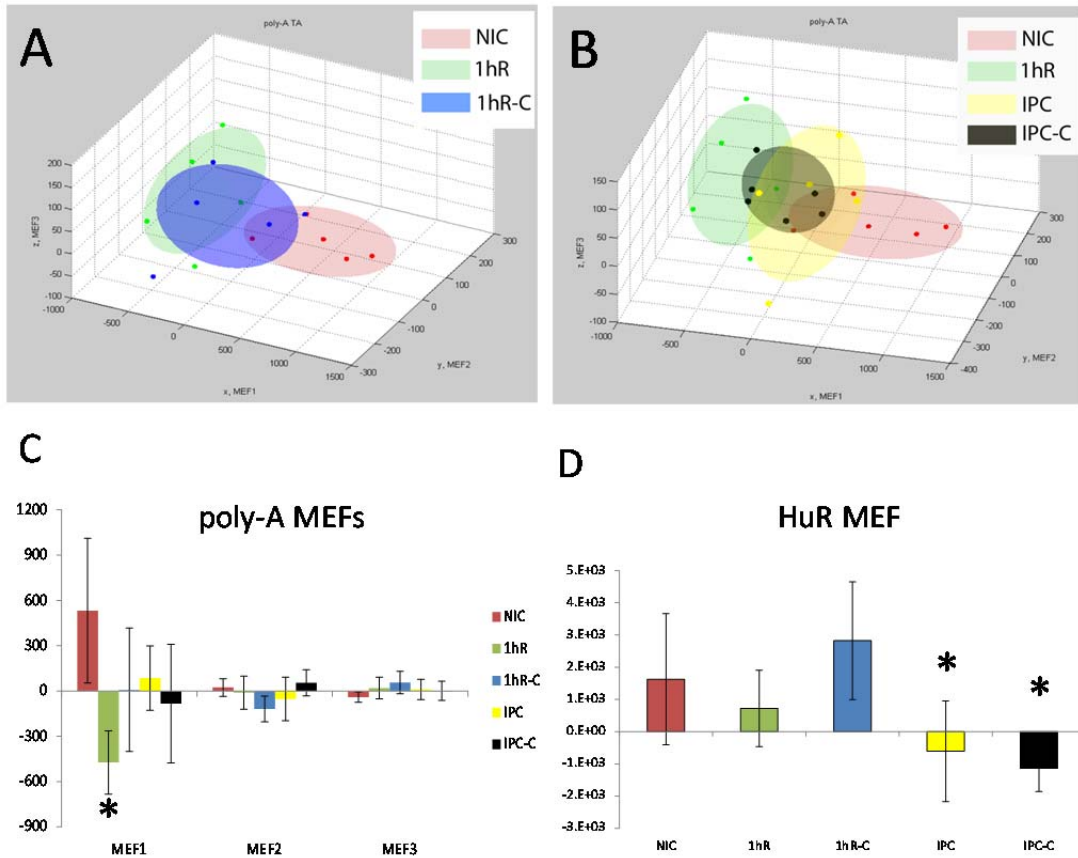 A
poly-A TA
NIC
1hR
1hR-C
200
150
100
50
0
-50
-100
z, MEF3
-1000
-500
0
500
1000
1500
x, MEF1
-300
-200
-100
0
100
200
300
y, MEF2
B
poly-A TA
NIC
1hR
IPC
IPC-C
150
100
50
0
-50
-100
z, MEF3
-1000
-500
0
500
1000
1500
x, MEF1
-400
-300
-200
-100
0
100
200
300
y, MEF2
C
poly-A MEFs
1200
900
600
300
0
-300
-600
-900
*
MEF1
MEF2
MEF3
NIC
1hR
1hR-C
IPC
IPC-C
D
HuR MEF
5.E+03
4.E+03
3.E+03
2.E+03
1.E+03
0.E+00
-1.E+03
-2.E+03
-3.E+03
*
*
NIC
1hR
1hR-C
IPC
IPC-C